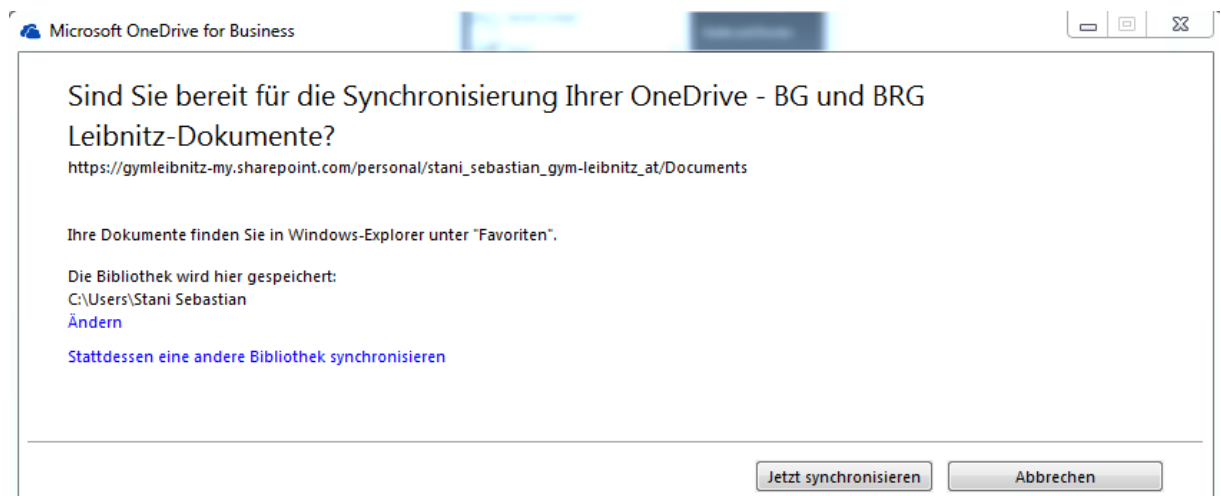 Microsoft OneDrive for Business
Sind Sie bereit für die Synchronisierung Ihrer OneDrive - BG und BRG
Leibnitz-Dokumente?
https://gymleibnitz-my.sharepoint.com/personal/stani_sebastian_gym-leibnitz_at/Documents
Ihre Dokumente finden Sie in Windows-Explorer unter "Favoriten".
Die Bibliothek wird hier gespeichert:
C:\Users\Stani Sebastian
Ändern
Stattdessen eine andere Bibliothek synchronisieren
Jetzt synchronisieren Abbrechen